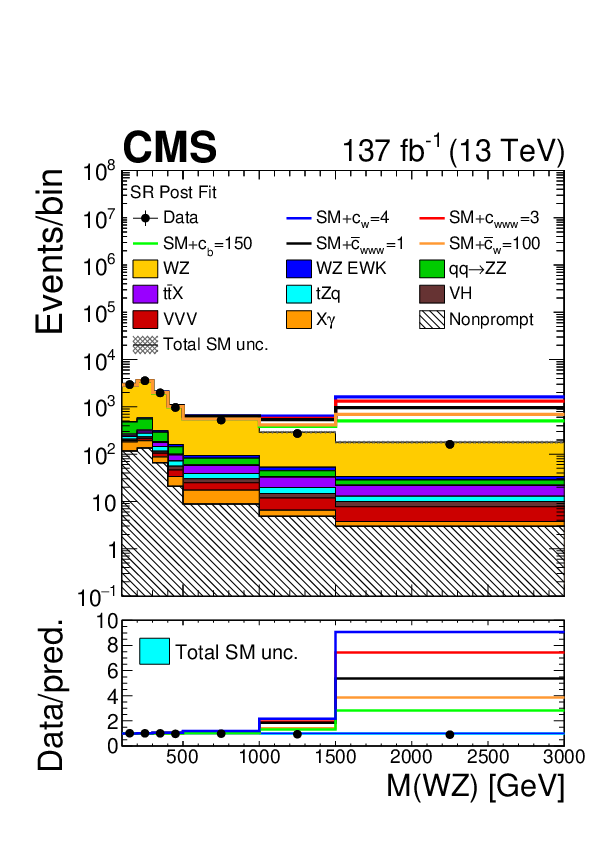 CMS 137 fb⁻¹ (13 TeV)
Events/bin
10⁸
10⁷
10⁶
10⁵
10⁴
10³
10²
10
1
10⁻¹
SR Post Fit
Data SM+c_w=4 SM+c_www=3
SM+c_b=150 SM+c̅_www=1 SM+c̅_w=100
WZ WZ EWK qq→ZZ
tt̅X tZq VH
VVV Xγ Nonprompt
Total SM unc.
Data/pred.
10
8
6
4
2
0
Total SM unc.
500 1000 1500 2000 2500 3000
M(WZ) [GeV]